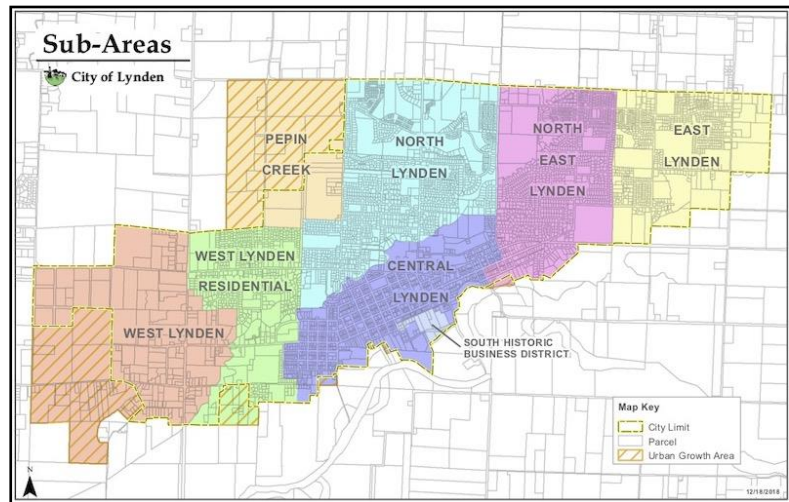 Sub-Areas
City of Lynden
PEPIN
CREEK
NORTH
LYNDEN
NORTH
EAST
LYNDEN
EAST
LYNDEN
WEST LYNDEN
RESIDENTIAL
CENTRAL
LYNDEN
WEST LYNDEN
SOUTH HISTORIC
BUSINESS DISTRICT
Map Key
City Limit
Parcel
Urban Growth Area
N
12/18/2018